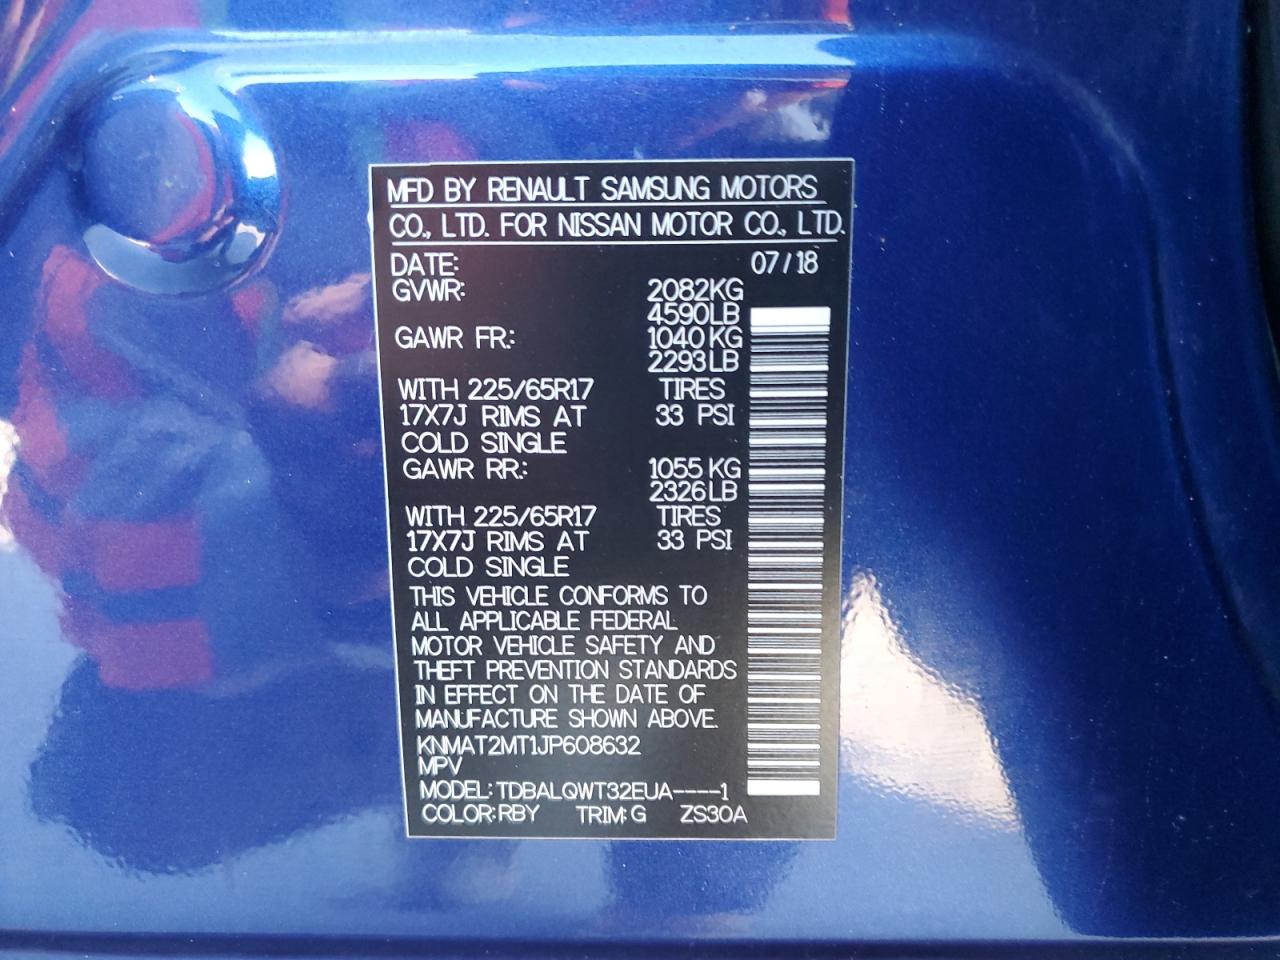 MFD BY RENAULT SAMSUNG MOTORS
CO., LTD. FOR NISSAN MOTOR CO., LTD.
DATE: 07/18
GVWR: 2082KG
4590LB
GAWR FR.: 1040KG
2293LB
WITH 225/65R17 TIRES
17X7J RIMS AT 33 PSI
COLD SINGLE
GAWR RR.: 1055KG
2326LB
WITH 225/65R17 TIRES
17X7J RIMS AT 33 PSI
COLD SINGLE
THIS VEHICLE CONFORMS TO
ALL APPLICABLE FEDERAL
MOTOR VEHICLE SAFETY AND
THEFT PREVENTION STANDARDS
IN EFFECT ON THE DATE OF
MANUFACTURE SHOWN ABOVE.
KNMAT2MT1JP608632
MPV
MODEL: TDBALQWT32EUA----1
COLOR: RBY TRIM: G ZS30A